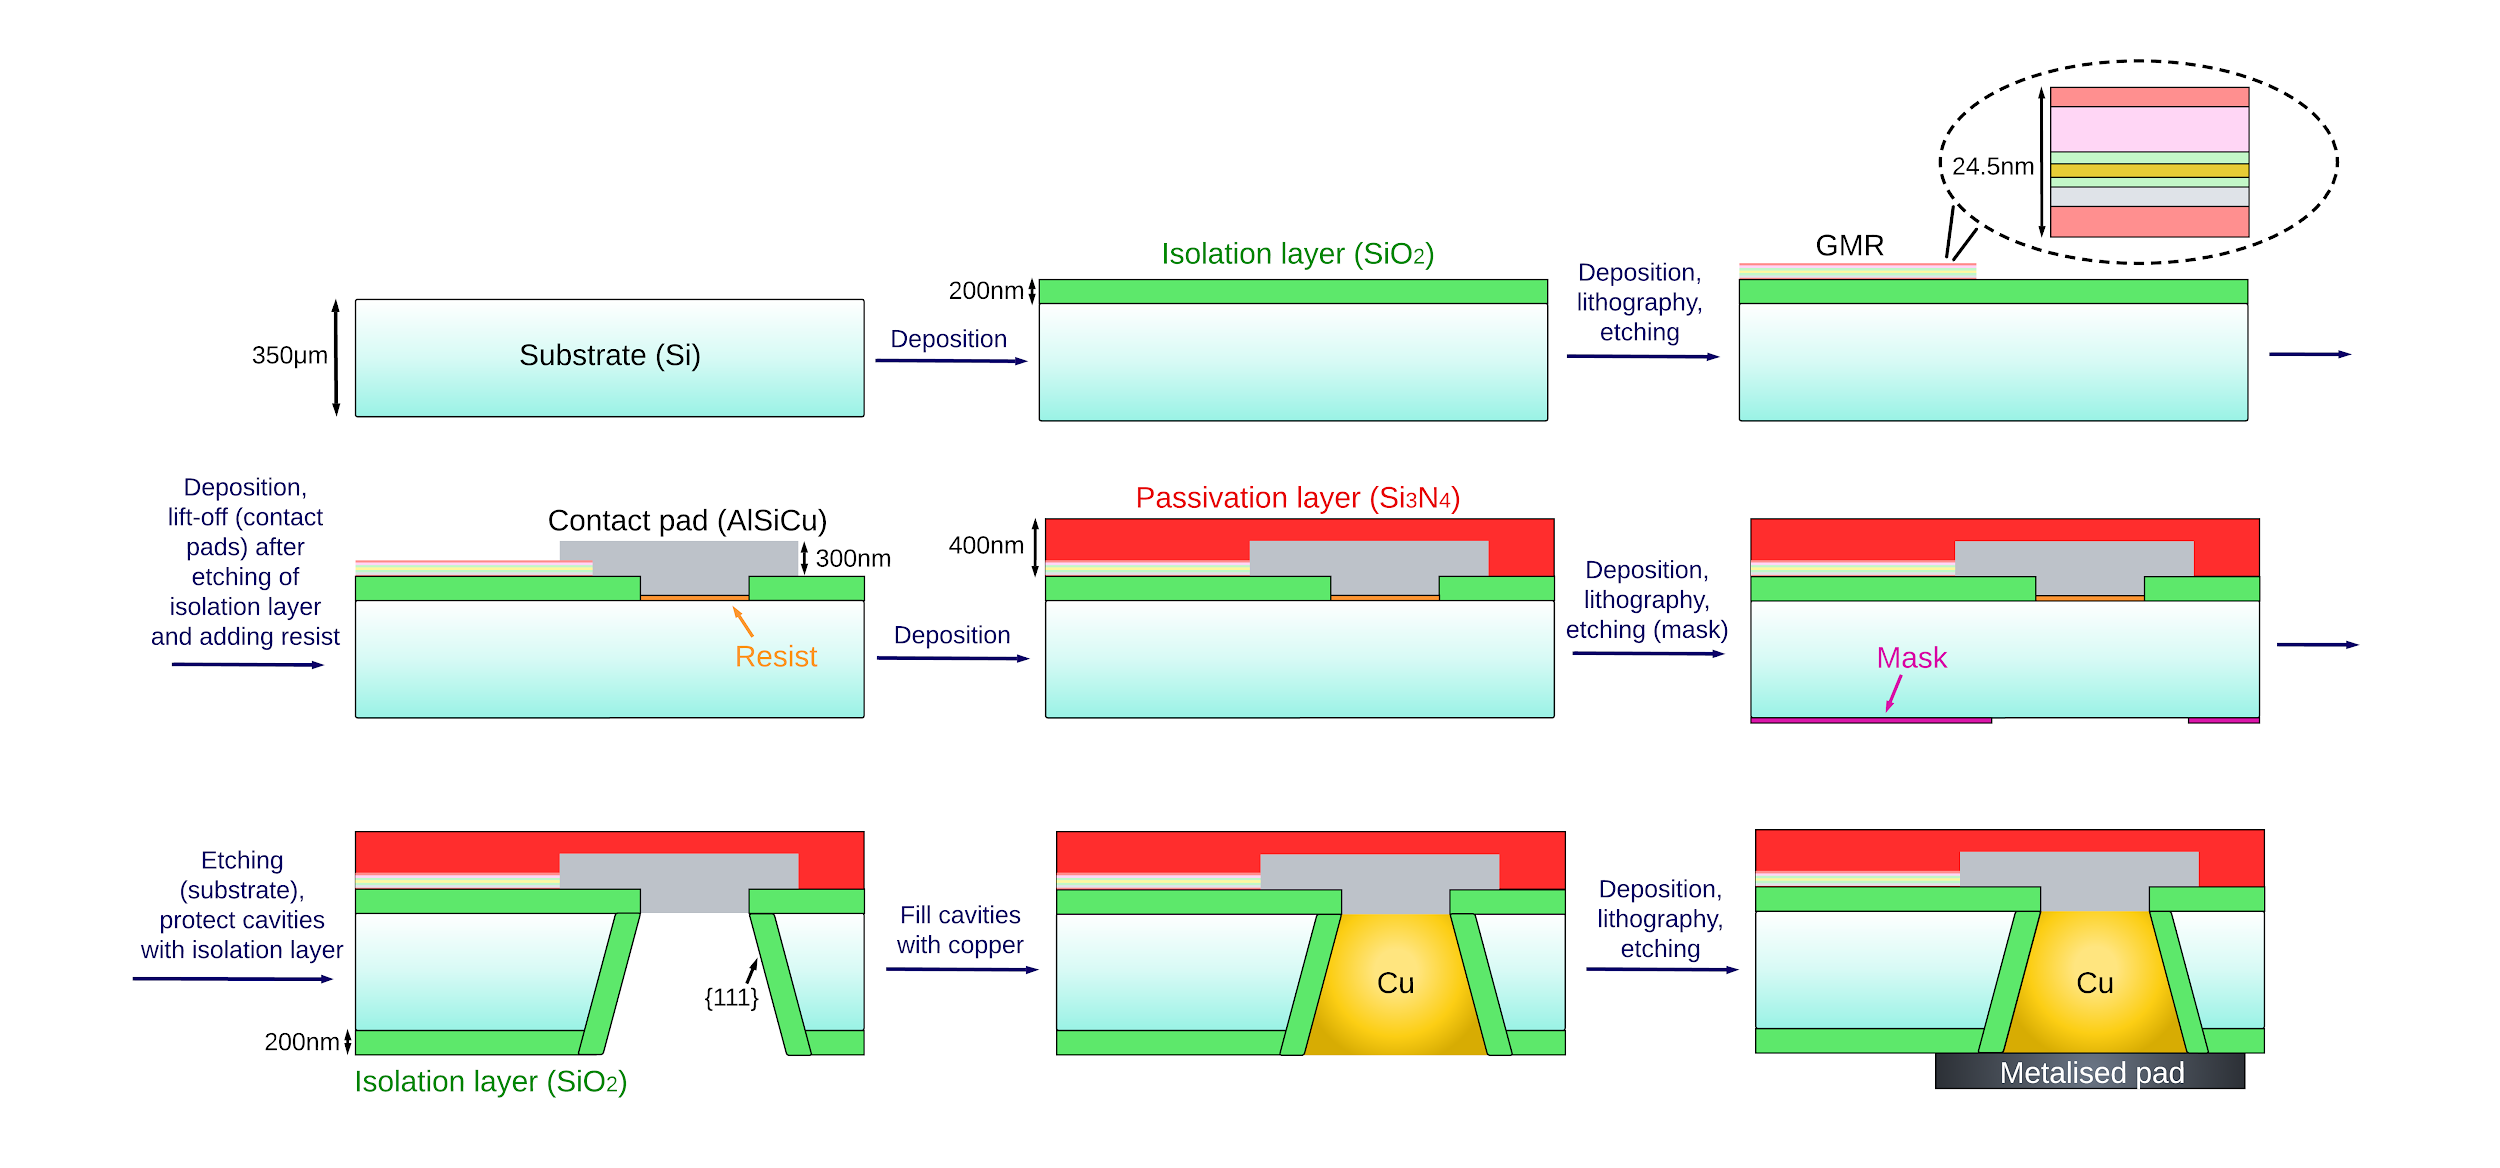 24.5nm
GMR
Isolation layer (SiO2)
200nm
Deposition,
lithography,
etching
350μm
Substrate (Si)
Deposition
Deposition,
lift-off (contact
pads) after
etching of
isolation layer
and adding resist
Contact pad (AlSiCu)
300nm
Resist
Deposition
Passivation layer (Si3N4)
400nm
Deposition,
lithography,
etching (mask)
Mask
Etching
(substrate),
protect cavities
with isolation layer
{111}
200nm
Isolation layer (SiO2)
Fill cavities
with copper
Cu
Deposition,
lithography,
etching
Cu
Metalised pad